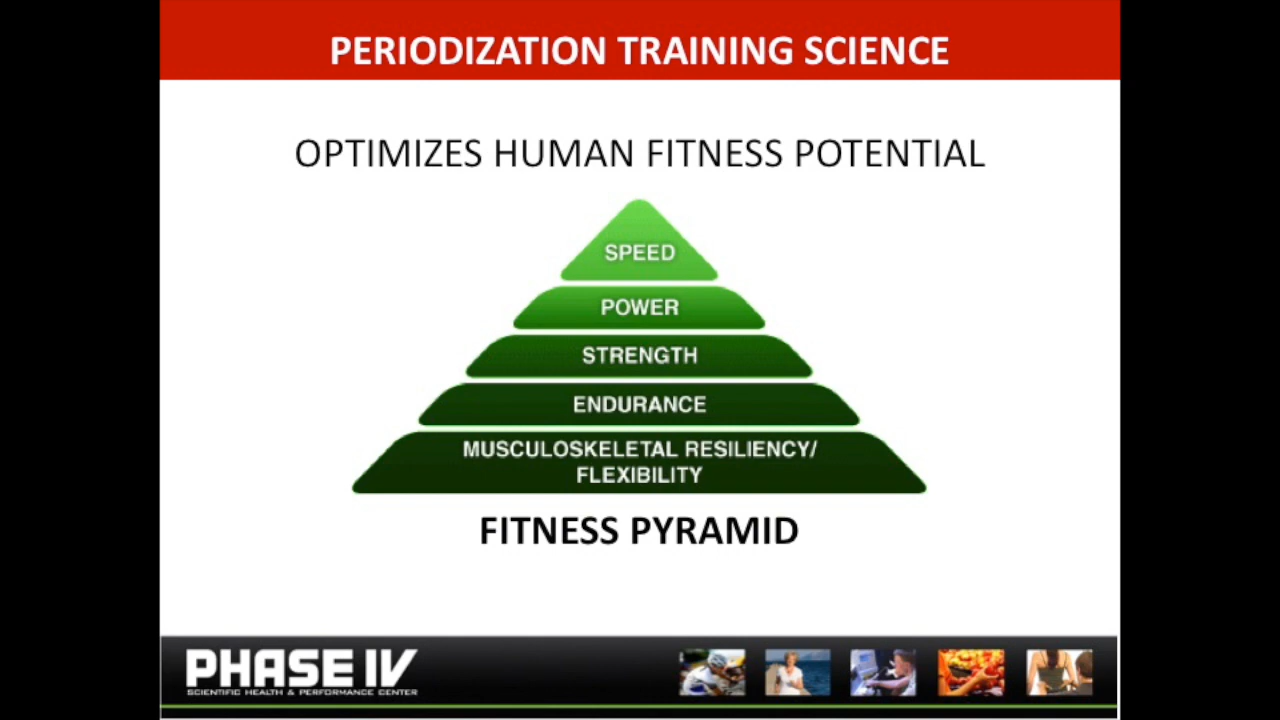 PERIODIZATION TRAINING SCIENCE
OPTIMIZES HUMAN FITNESS POTENTIAL
SPEED
POWER
STRENGTH
ENDURANCE
MUSCULOSKELETAL RESILIENCY/
FLEXIBILITY
FITNESS PYRAMID
PHASE IV
SCIENTIFIC HEALTH & PERFORMANCE CENTER